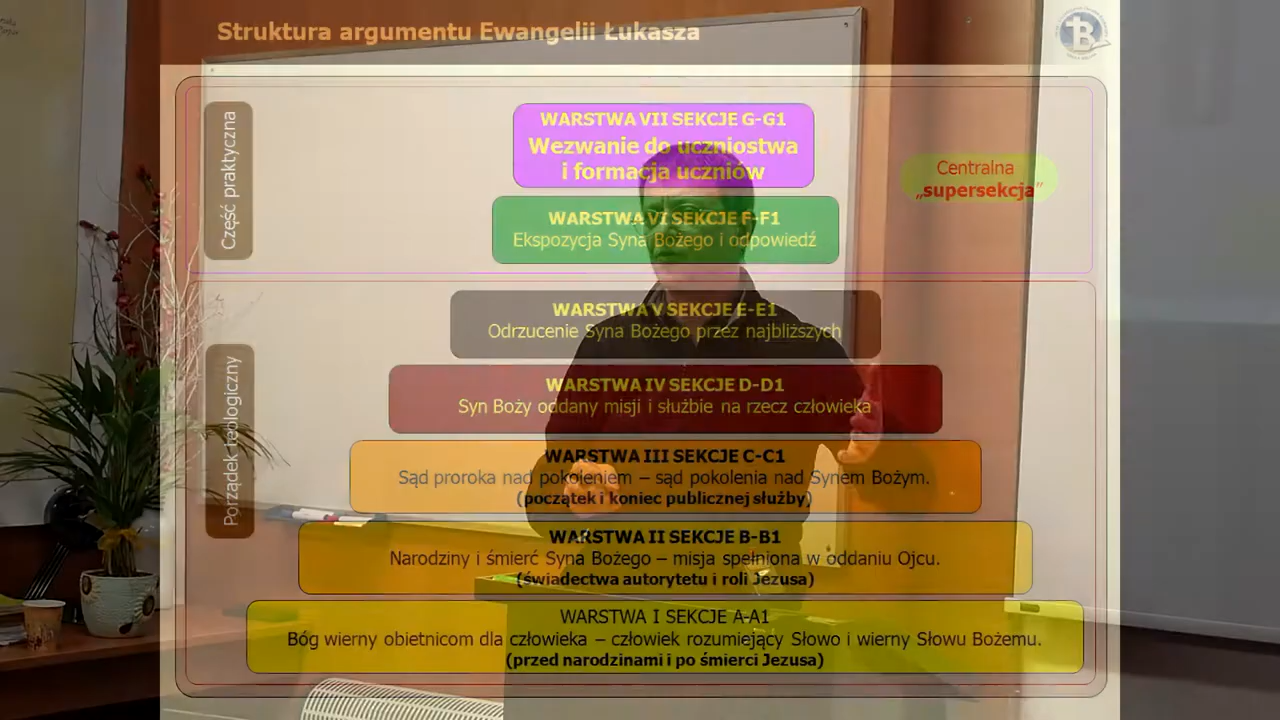 Struktura argumentu Ewangelii Łukasza
Część praktyczna
WARSTWA VII SEKCJE G-G1
Wezwanie do uczniostwa
i formacja uczniów
Centralna
„supersekcja”
WARSTWA VI SEKCJE F-F1
Ekspozycja Syna Bożego i odpowiedź
Porządek teologiczny
WARSTWA V SEKCJE E-E1
Odrzucenie Syna Bożego przez najbliższych
WARSTWA IV SEKCJE D-D1
Syn Boży oddany misji i służbie na rzecz człowieka
WARSTWA III SEKCJE C-C1
Sąd proroka nad pokoleniem – sąd pokolenia nad Synem Bożym.
(początek i koniec publicznej służby)
WARSTWA II SEKCJE B-B1
Narodziny i śmierć Syna Bożego – misja spełniona w oddaniu Ojcu.
(świadectwa autorytetu i roli Jezusa)
WARSTWA I SEKCJE A-A1
Bóg wierny obietnicom dla człowieka – człowiek rozumiejący Słowo i wierny Słowu Bożemu.
(przed narodzinami i po śmierci Jezusa)